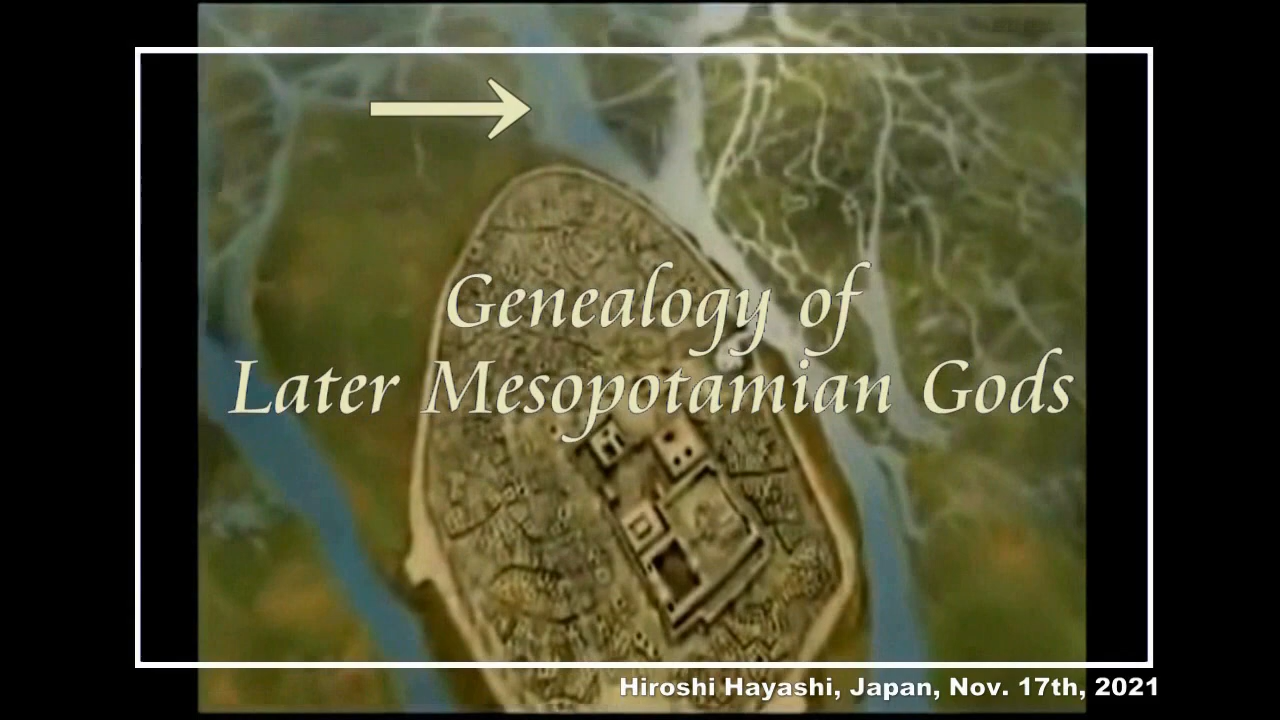 Genealogy of
Later Mesopotamian Gods
Hiroshi Hayashi, Japan, Nov. 17th, 2021